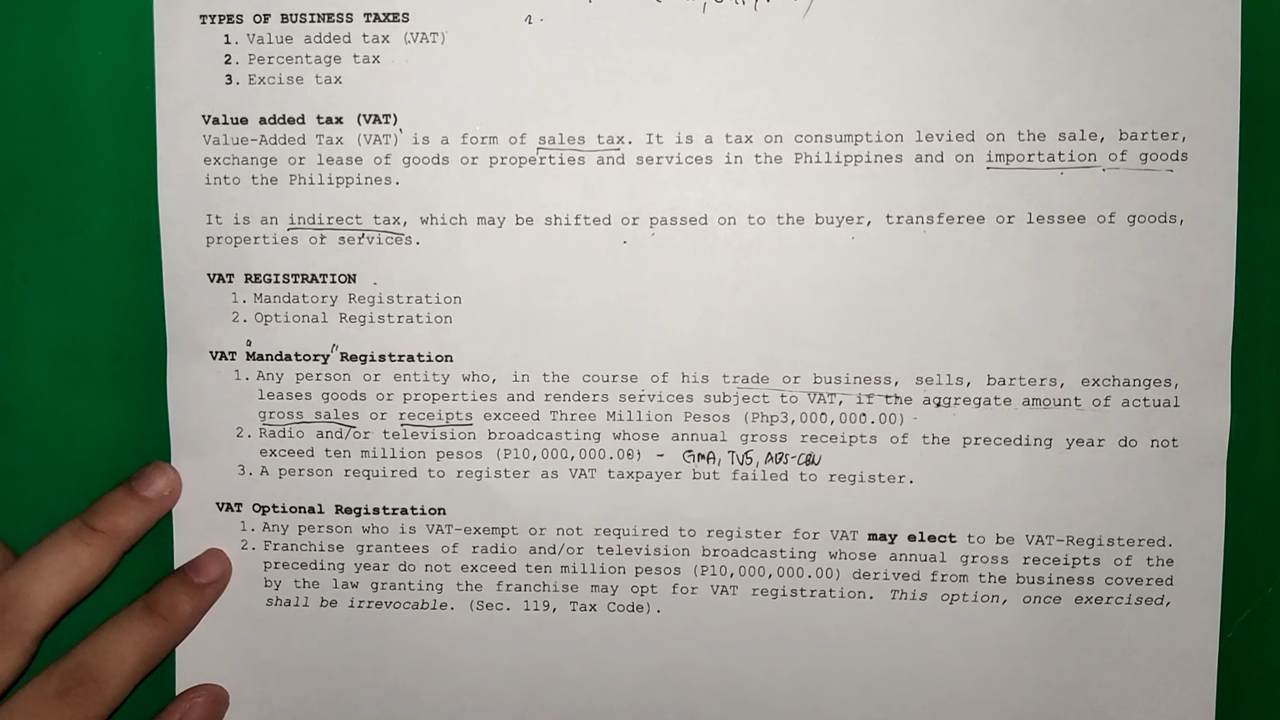 TYPES OF BUSINESS TAXES
1. Value added tax (VAT)
2. Percentage tax
3. Excise tax
Value added tax (VAT)
Value-Added Tax (VAT) is a form of sales tax. It is a tax on consumption levied on the sale, barter,
exchange or lease of goods or properties and services in the Philippines and on importation of goods
into the Philippines.
It is an indirect tax, which may be shifted or passed on to the buyer, transferee or lessee of goods,
properties or services.
VAT REGISTRATION
1. Mandatory Registration
2. Optional Registration
VAT Mandatory Registration
1. Any person or entity who, in the course of his trade or business, sells, barters, exchanges,
leases goods or properties and renders services subject to VAT, if the aggregate amount of actual
gross sales or receipts exceed Three Million Pesos (Php3,000,000.00)
2. Radio and/or television broadcasting whose annual gross receipts of the preceding year do not
exceed ten million pesos (P10,000,000.00) - GMA, TV5, ABS-CBN
3. A person required to register as VAT taxpayer but failed to register.
VAT Optional Registration
1. Any person who is VAT-exempt or not required to register for VAT may elect to be VAT-Registered.
2. Franchise grantees of radio and/or television broadcasting whose annual gross receipts of the
preceding year do not exceed ten million pesos (P10,000,000.00) derived from the business covered
by the law granting the franchise may opt for VAT registration. This option, once exercised,
shall be irrevocable. (Sec. 119, Tax Code).